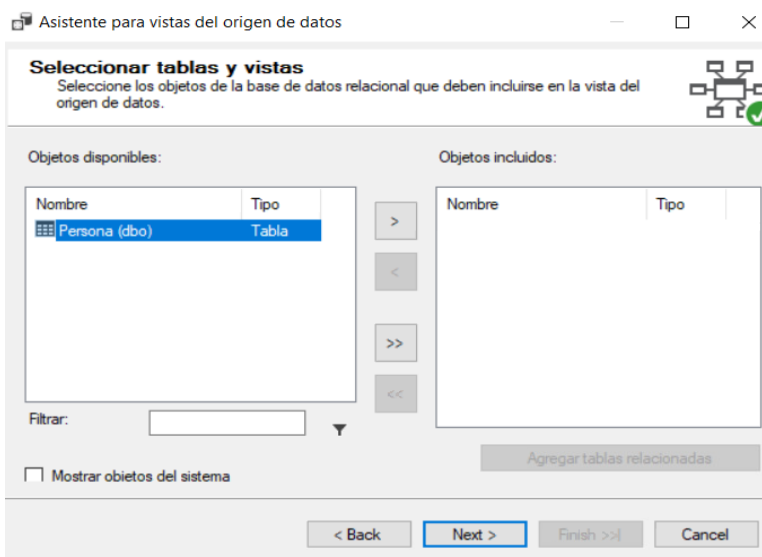 Asistente para vistas del origen de datos
Seleccionar tablas y vistas
Seleccione los objetos de la base de datos relacional que deben incluirse en la vista del
origen de datos.
Objetos disponibles:
Objetos incluidos:
Nombre Tipo
Persona (dbo) Tabla
Nombre Tipo
>
<
>>
<<
Filtrar:
Agregar tablas relacionadas
Mostrar objetos del sistema
< Back Next > Finish >>| Cancel